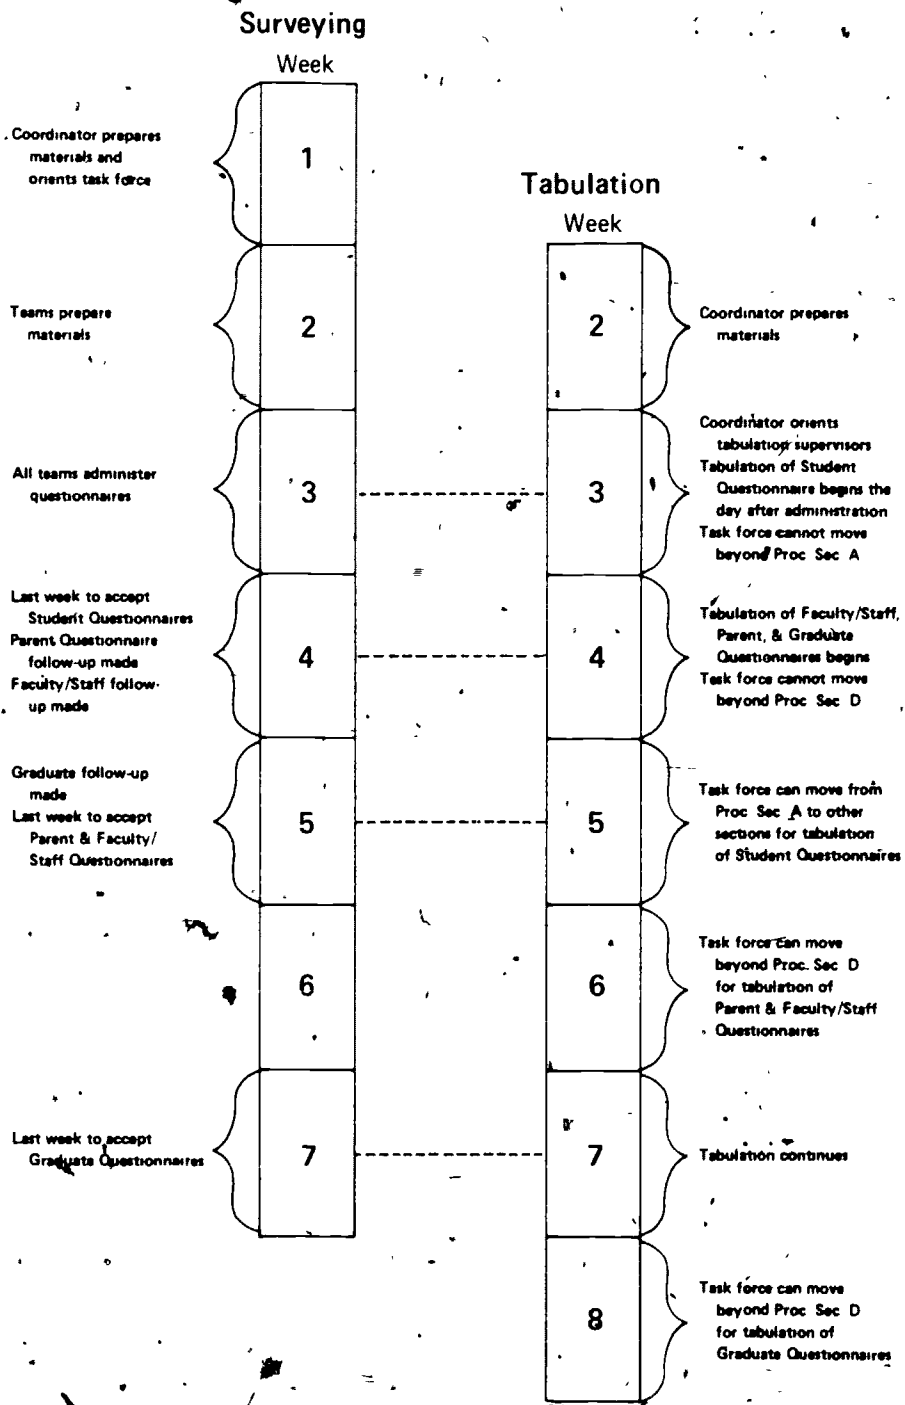 Surveying
Week
Coordinator prepares
materials and
orients task force
1
Teams prepare
materials
2
All teams administer
questionnaires
3
Last week to accept
Student Questionnaires
Parent Questionnaire
follow-up made
Faculty/Staff follow-
up made
4
Graduate follow-up
made
Last week to accept
Parent & Faculty/
Staff Questionnaires
5
6
Last week to accept
Graduate Questionnaires
7
Tabulation
Week
2
Coordinator prepares
materials
3
Coordinator orients
tabulation supervisors
Tabulation of Student
Questionnaire begins the
day after administration
Task force cannot move
beyond Proc Sec A
4
Tabulation of Faculty/Staff,
Parent, & Graduate
Questionnaires begins
Task force cannot move
beyond Proc Sec D
5
Task force can move from
Proc Sec A to other
sections for tabulation
of Student Questionnaires
6
Task force can move
beyond Proc. Sec D
for tabulation of
Parent & Faculty/Staff
Questionnaires
7
Tabulation continues
8
Task force can move
beyond Proc Sec D
for tabulation of
Graduate Questionnaires